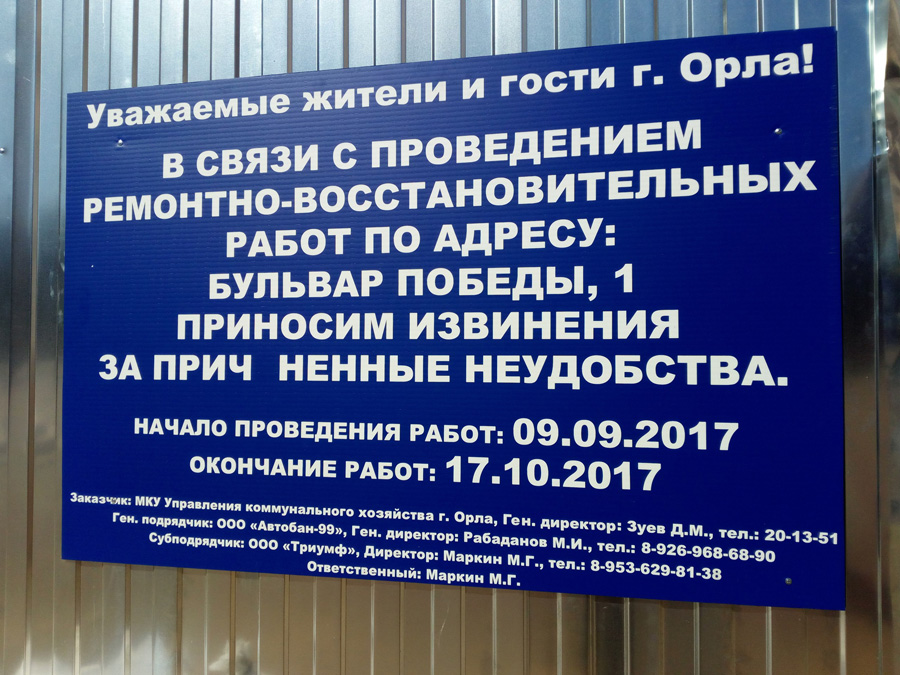 Уважаемые жители и гости г. Орла!
В СВЯЗИ С ПРОВЕДЕНИЕМ
РЕМОНТНО-ВОССТАНОВИТЕЛЬНЫХ
РАБОТ ПО АДРЕСУ:
БУЛЬВАР ПОБЕДЫ, 1
ПРИНОСИМ ИЗВИНЕНИЯ
ЗА ПРИЧ НЕННЫЕ НЕУДОБСТВА.
НАЧАЛО ПРОВЕДЕНИЯ РАБОТ: 09.09.2017
ОКОНЧАНИЕ РАБОТ: 17.10.2017
Заказчик: МКУ Управления коммунального хозяйства г. Орла, Ген. директор: Зуев Д.М., тел.: 20-13-51
Ген. подрядчик: ООО «Автобан-99», Ген. директор: Рабаданов М.И., тел.: 8-926-968-68-90
Субподрядчик: ООО «Триумф», Директор: Маркин М.Г., тел.: 8-953-629-81-38
Ответственный: Маркин М.Г.